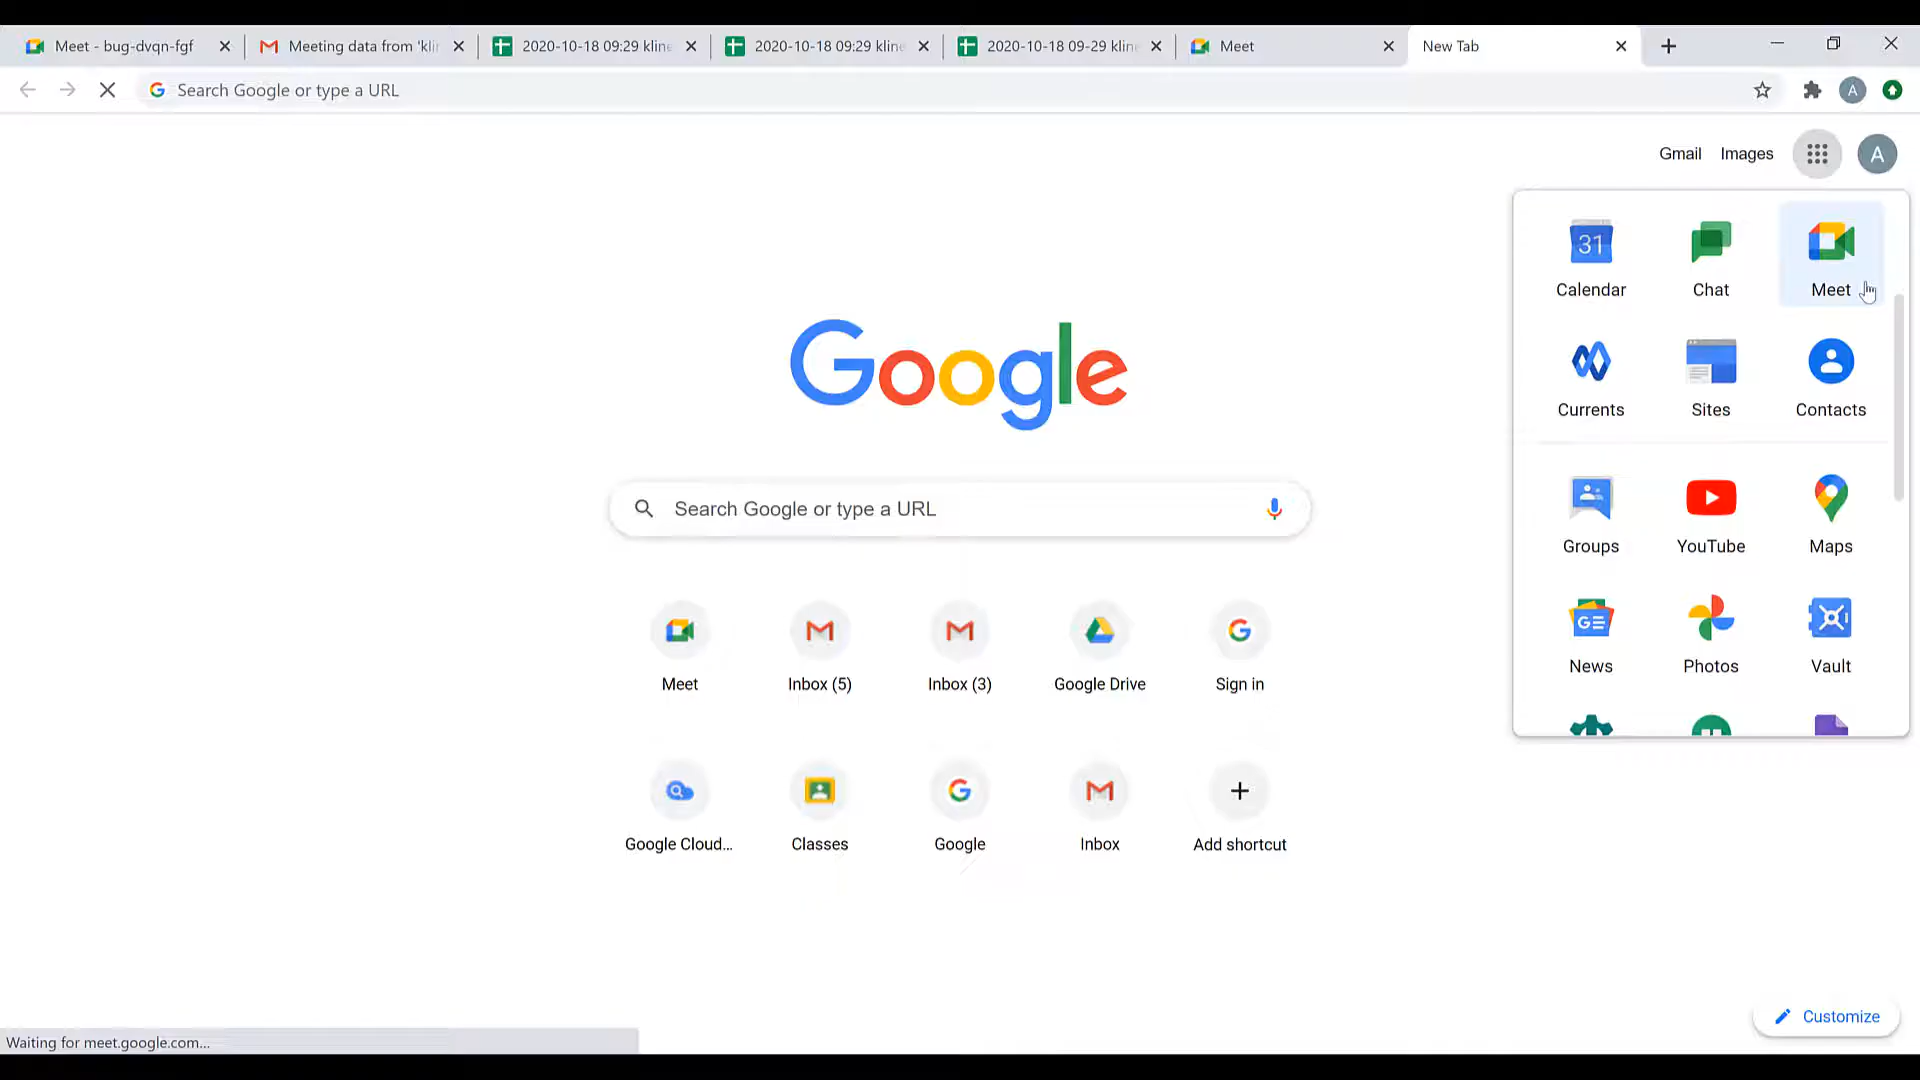 Meet - bug-dvqn-fgf
Meeting data from 'kli
2020-10-18 09:29 kline
2020-10-18 09:29 kline
2020-10-18 09-29 klin
Meet
New Tab
Search Google or type a URL
A
Gmail
Images
A
31
Calendar
Chat
Meet
Currents
Sites
Contacts
Google
Groups
YouTube
Maps
Search Google or type a URL
GE
News
Photos
Vault
Meet
Inbox (5)
Inbox (3)
Google Drive
Sign in
Google Cloud...
Classes
Google
Inbox
Add shortcut
Customize
Waiting for meet.google.com...